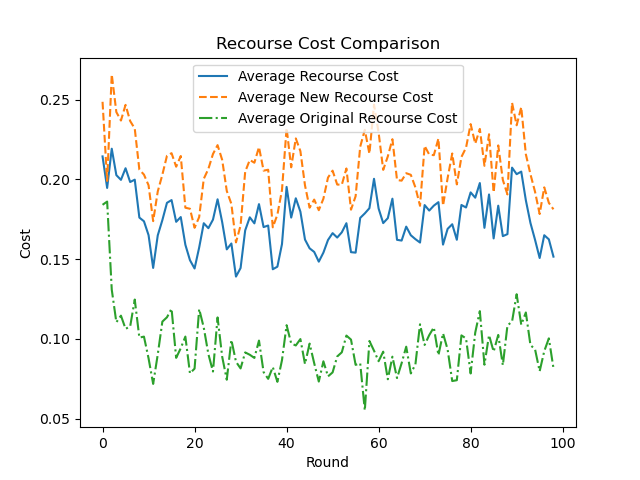 Recourse Cost Comparison
Average Recourse Cost
Average New Recourse Cost
Average Original Recourse Cost
0.25
0.20
0.15
0.10
0.05
Cost
0 20 40 60 80 100
Round